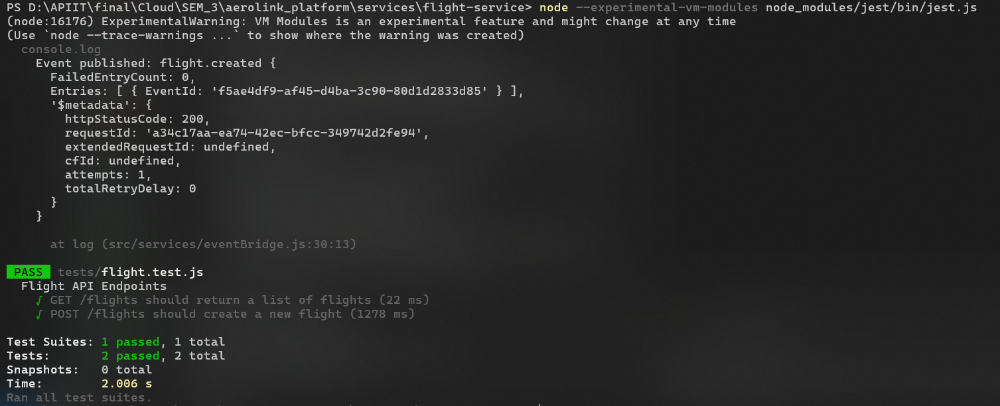 PS D:\APIIT\final\Cloud\SEM_3\aerolink_platform\services\flight-service> node --experimental-vm-modules node_modules/jest/bin/jest.js
(node:16176) ExperimentalWarning: VM Modules is an experimental feature and might change at any time
(Use `node --trace-warnings ...` to show where the warning was created)
console.log
Event published: flight.created {
FailedEntryCount: 0,
Entries: [ { EventId: 'f5ae4df9-af45-d4ba-3c90-80d1d2833d85' } ],
'$metadata': {
httpStatusCode: 200,
requestId: 'a34c17aa-ea74-42ec-bfcc-349742d2fe94',
extendedRequestId: undefined,
cfId: undefined,
attempts: 1,
totalRetryDelay: 0
}
}
at log (src/services/eventBridge.js:30:13)
PASS tests/flight.test.js
Flight API Endpoints
√ GET /flights should return a list of flights (22 ms)
√ POST /flights should create a new flight (1278 ms)
Test Suites: 1 passed, 1 total
Tests: 2 passed, 2 total
Snapshots: 0 total
Time: 2.006 s
Ran all test suites.